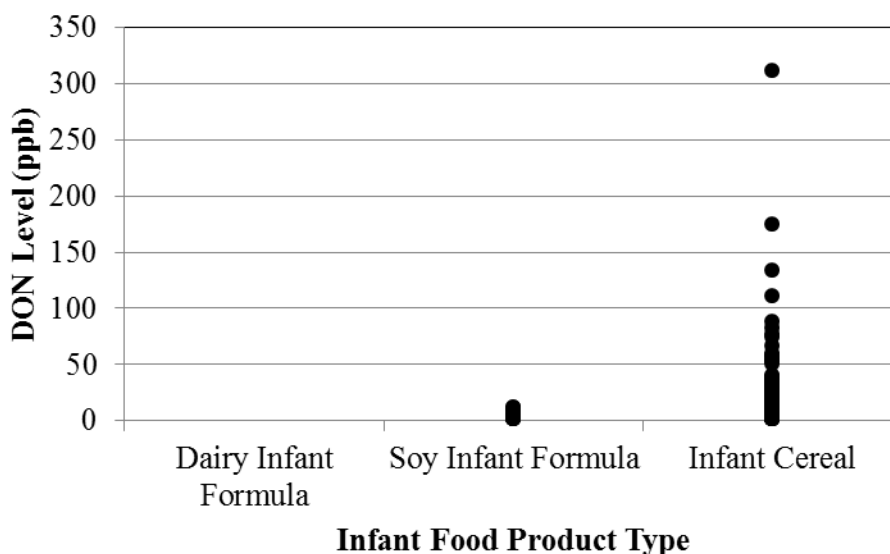 350
300
250
200
150
100
50
0
DON Level (ppb)
Dairy Infant
Formula
Soy Infant Formula
Infant Cereal
Infant Food Product Type